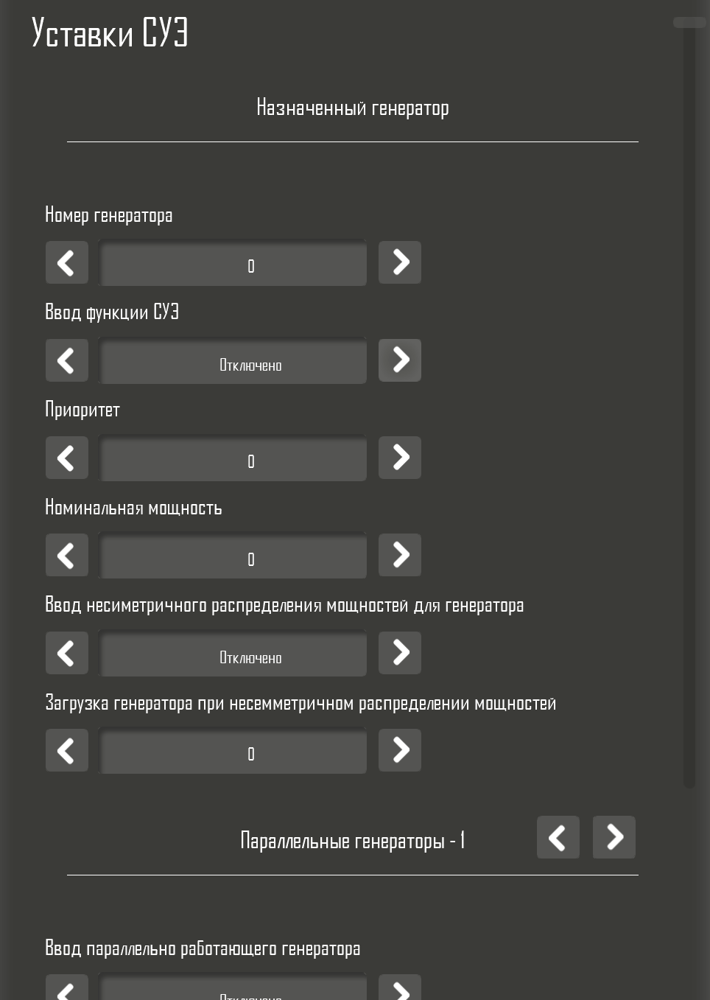 Уставки СУЭ
Назначенный генератор
Номер генератора
0
Ввод функции СУЭ
Отключено
Приоритет
0
Номинальная мощность
0
Ввод несиметричного распределения мощностей для генератора
Отключено
Загрузка генератора при несемметричном распределении мощностей
0
Параллельные генераторы - 1
Ввод параллельно работающего генератора
Отключено